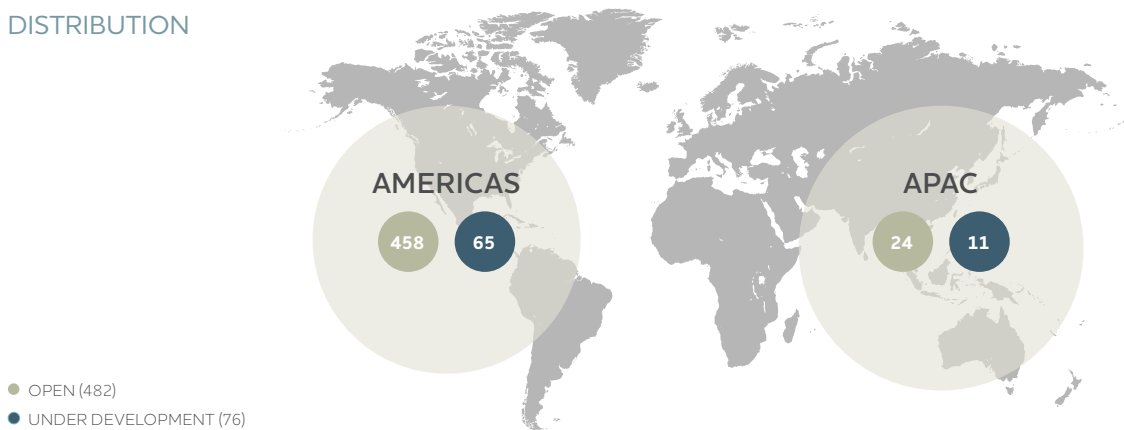 DISTRIBUTION
AMERICAS
458
65
APAC
24
11
OPEN (482)
UNDER DEVELOPMENT (76)